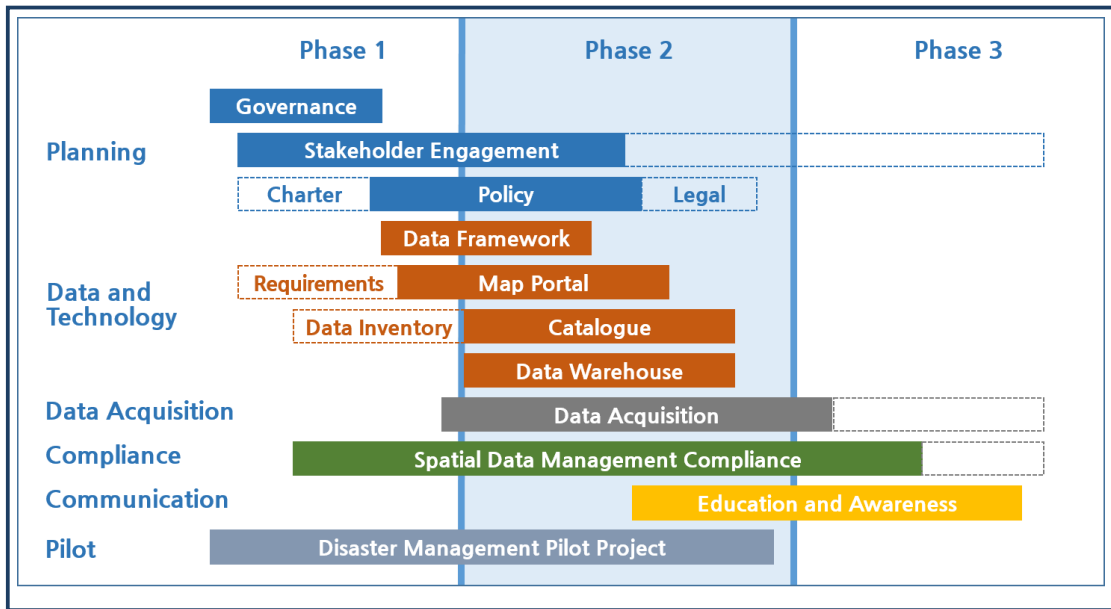 Phase 1 Phase 2 Phase 3
Planning
Governance
Stakeholder Engagement
Charter Policy Legal
Data and
Technology
Data Framework
Requirements Map Portal
Data Inventory Catalogue
Data Warehouse
Data Acquisition Data Acquisition
Compliance Spatial Data Management Compliance
Communication Education and Awareness
Pilot Disaster Management Pilot Project